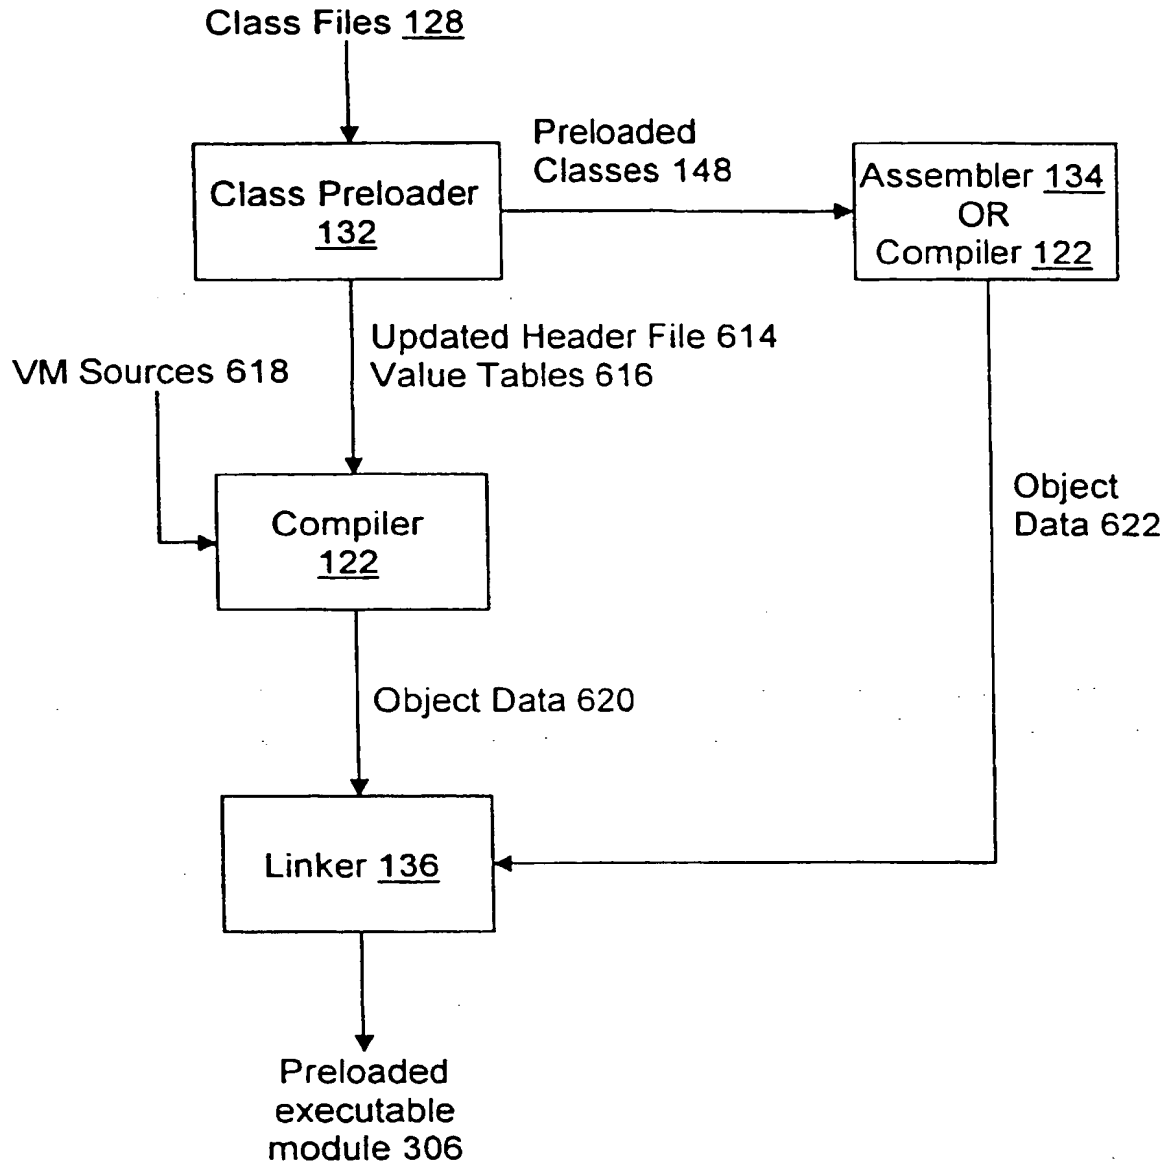 Class Files 128
Preloaded
Classes 148
Class Preloader
132
Assembler 134
OR
Compiler 122
Updated Header File 614
Value Tables 616
VM Sources 618
Compiler
122
Object
Data 622
Object Data 620
Linker 136
Preloaded
executable
module 306